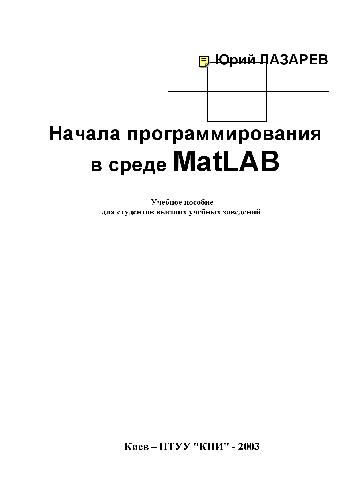 Юрий ЛАЗАРЕВ
Начала программирования
в среде MatLAB
Учебное пособие
для студентов высших учебных заведений
Киев – НТУУ "КПИ" - 2003